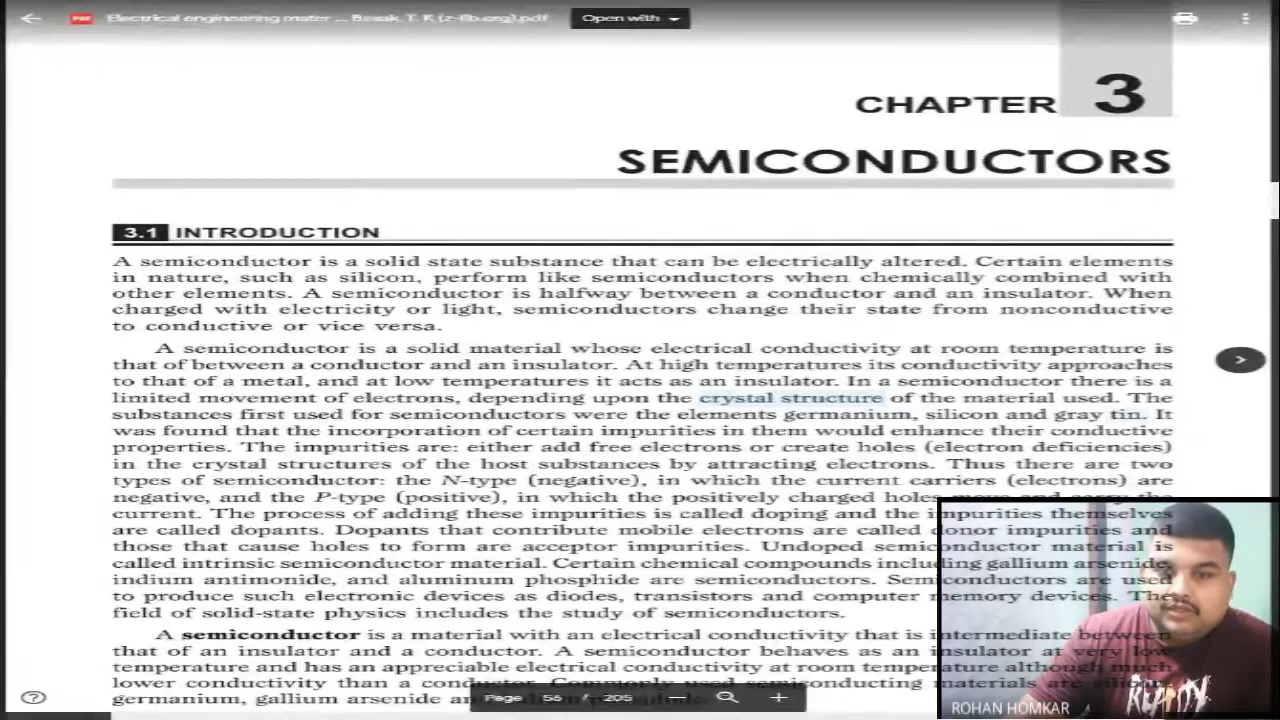 Electrical engineering mater ... Basak, T. K (z-lib.org).pdf
Open with
CHAPTER 3
SEMICONDUCTORS
3.1 INTRODUCTION
A semiconductor is a solid state substance that can be electrically altered. Certain elements
in nature, such as silicon, perform like semiconductors when chemically combined with
other elements. A semiconductor is halfway between a conductor and an insulator. When
charged with electricity or light, semiconductors change their state from nonconductive
to conductive or vice versa.
A semiconductor is a solid material whose electrical conductivity at room temperature is
that of between a conductor and an insulator. At high temperatures its conductivity approaches
to that of a metal, and at low temperatures it acts as an insulator. In a semiconductor there is a
limited movement of electrons, depending upon the crystal structure of the material used. The
substances first used for semiconductors were the elements germanium, silicon and gray tin. It
was found that the incorporation of certain impurities in them would enhance their conductive
properties. The impurities are: either add free electrons or create holes (electron deficiencies)
in the crystal structures of the host substances by attracting electrons. Thus there are two
types of semiconductor: the N-type (negative), in which the current carriers (electrons) are
negative, and the P-type (positive), in which the positively charged holes move and carry the
current. The process of adding these impurities is called doping and the impurities themselves
are called dopants. Dopants that contribute mobile electrons are called donor impurities and
those that cause holes to form are acceptor impurities. Undoped semiconductor material is
called intrinsic semiconductor material. Certain chemical compounds including gallium arsenide,
indium antimonide, and aluminum phosphide are semiconductors. Semiconductors are used
to produce such electronic devices as diodes, transistors and computer memory devices. The
field of solid-state physics includes the study of semiconductors.
A semiconductor is a material with an electrical conductivity that is intermediate between
that of an insulator and a conductor. A semiconductor behaves as an insulator at very low
temperature and has an appreciable electrical conductivity at room temperature although much
lower conductivity than a conductor. Commonly used semiconducting materials are silicon,
germanium, gallium arsenide
Page 56 / 205
ROHAN HOMKAR